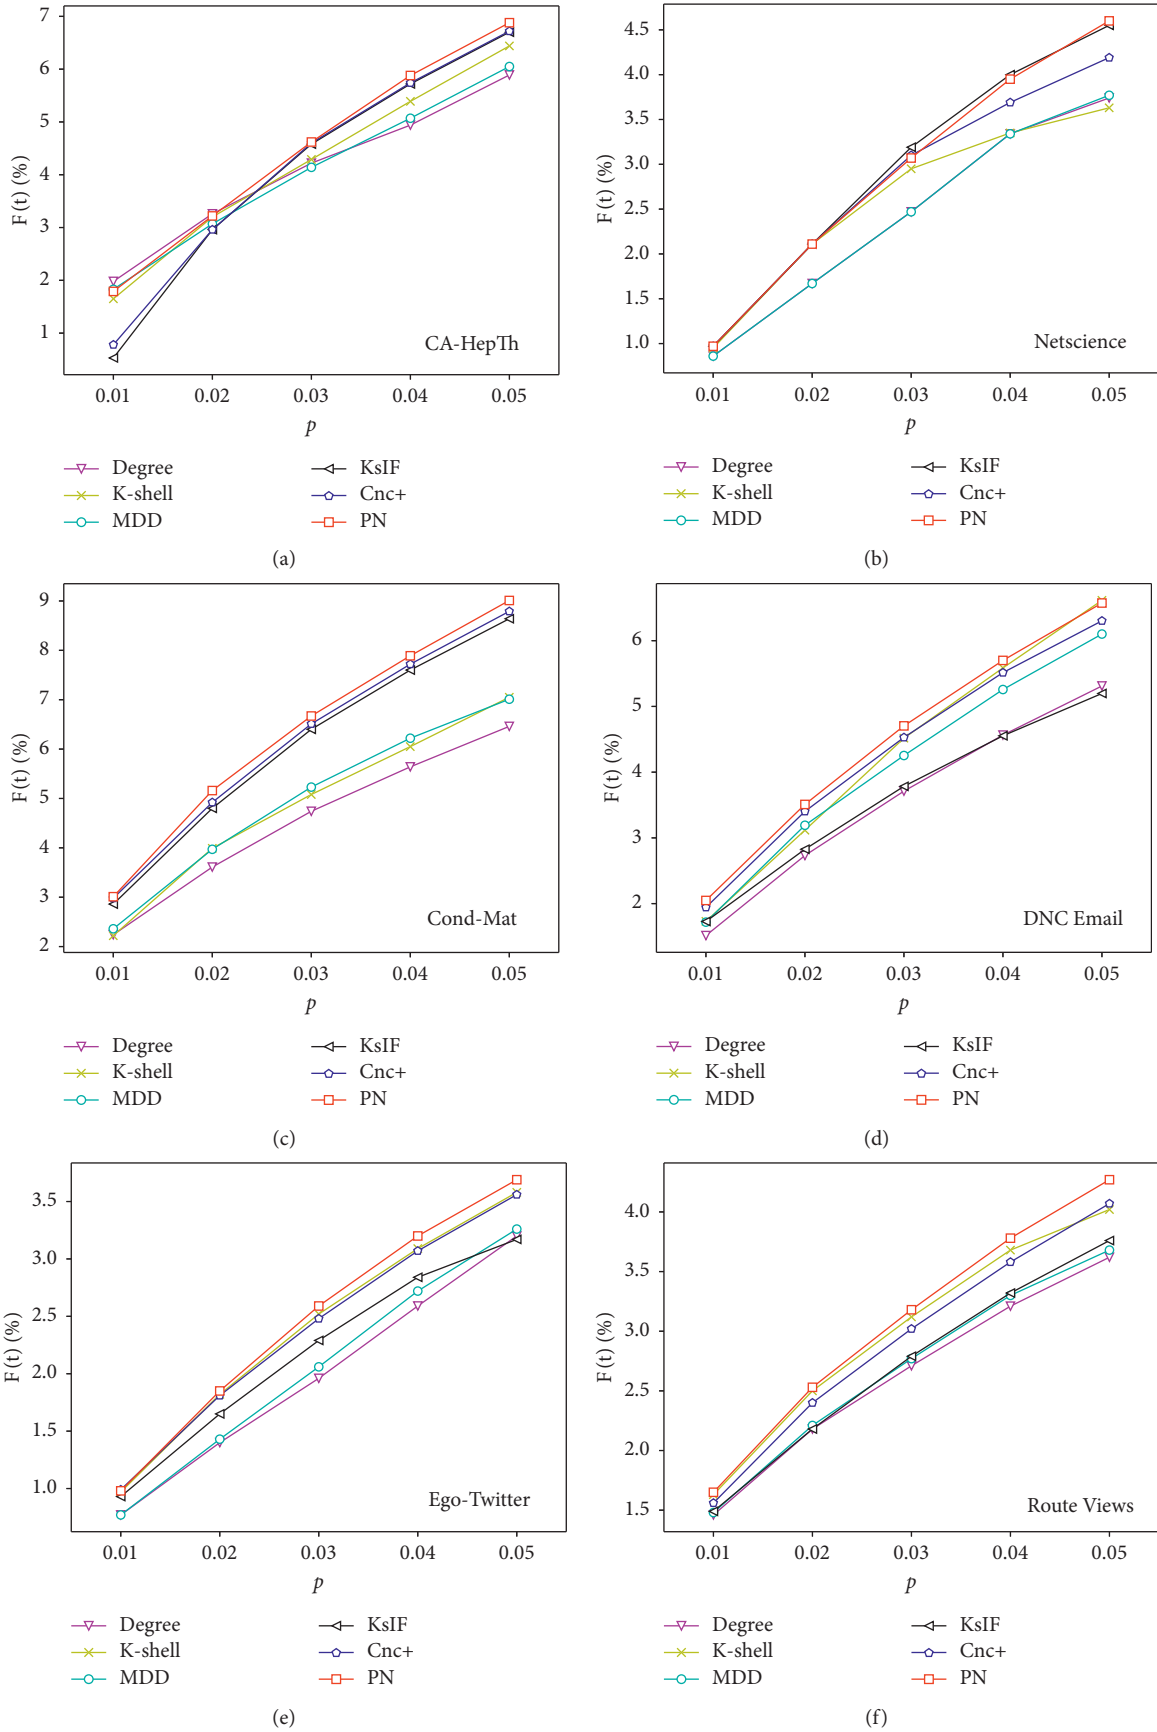 7
6
5
4
3
2
1
F (t) (%)
CA-HepTh
0.01 0.02 0.03 0.04 0.05
p
Degree KsIF
K-shell Cnc+
MDD PN
(a)
4.5
4.0
3.5
3.0
2.5
2.0
1.5
1.0
F (t) (%)
Netscience
0.01 0.02 0.03 0.04 0.05
p
Degree KsIF
K-shell Cnc+
MDD PN
(b)
9
8
7
6
5
4
3
2
F (t) (%)
Cond-Mat
0.01 0.02 0.03 0.04 0.05
p
Degree KsIF
K-shell Cnc+
MDD PN
(c)
6
5
4
3
2
F (t) (%)
DNC Email
0.01 0.02 0.03 0.04 0.05
p
Degree KsIF
K-shell Cnc+
MDD PN
(d)
3.5
3.0
2.5
2.0
1.5
1.0
F (t) (%)
Ego-Twitter
0.01 0.02 0.03 0.04 0.05
p
Degree KsIF
K-shell Cnc+
MDD PN
(e)
4.0
3.5
3.0
2.5
2.0
1.5
F (t) (%)
Route Views
0.01 0.02 0.03 0.04 0.05
p
Degree KsIF
K-shell Cnc+
MDD PN
(f)